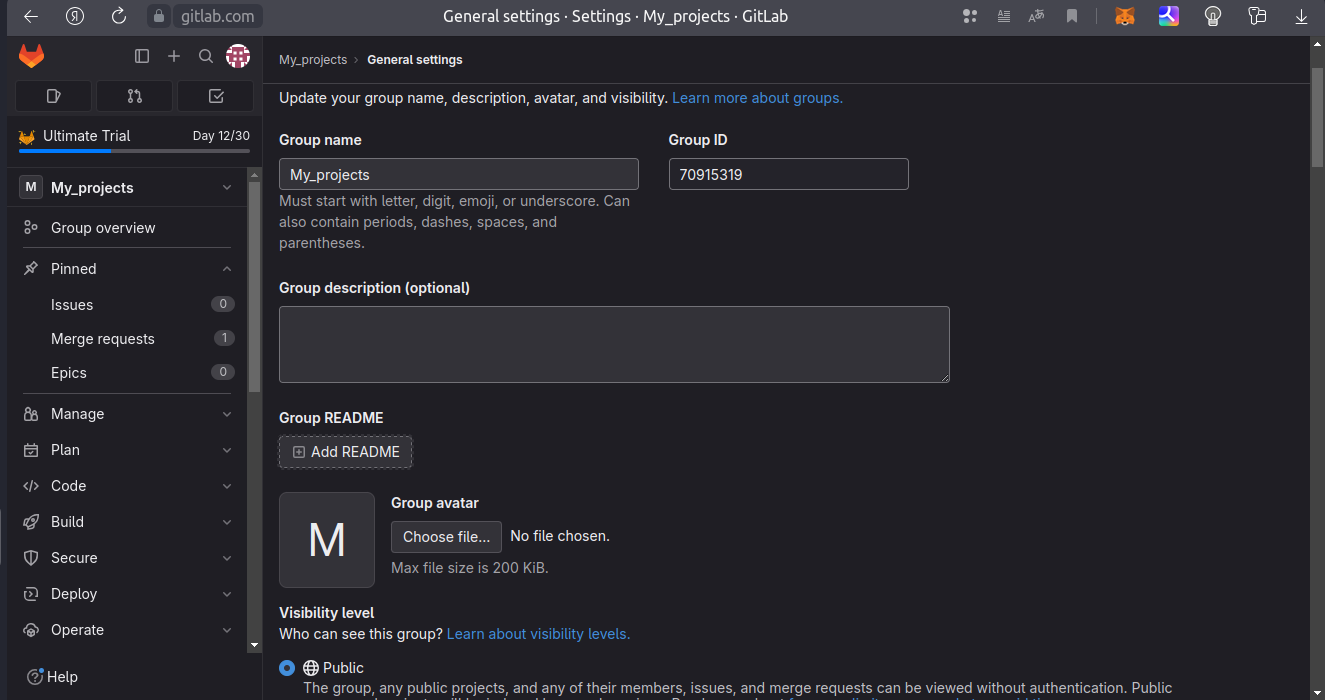 gitlab.com
General settings · Settings · My_projects · GitLab
Ultimate Trial Day 12/30
M My_projects
Group overview
Pinned
Issues 0
Merge requests 1
Epics 0
Manage
Plan
Code
Build
Secure
Deploy
Operate
Help
My_projects › General settings
Update your group name, description, avatar, and visibility. Learn more about groups.
Group name
My_projects
Must start with letter, digit, emoji, or underscore. Can
also contain periods, dashes, spaces, and
parentheses.
Group ID
70915319
Group description (optional)
Group README
Add README
M
Group avatar
Choose file... No file chosen.
Max file size is 200 KiB.
Visibility level
Who can see this group? Learn about visibility levels.
Public
The group, any public projects, and any of their members, issues, and merge requests can be viewed without authentication. Public